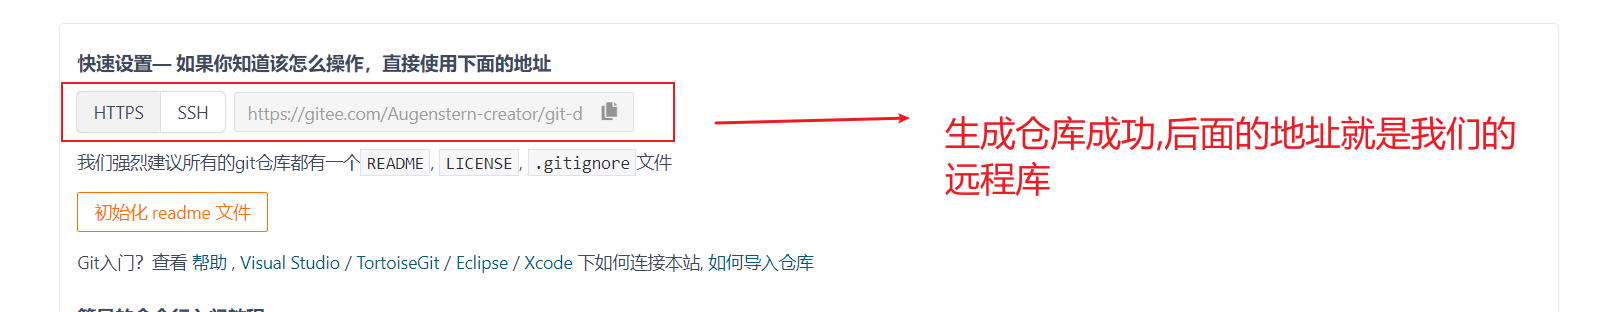 快速设置— 如果你知道该怎么操作，直接使用下面的地址
HTTPS SSH https://gitee.com/Augenstern-creator/git-d
我们强烈建议所有的git仓库都有一个 README , LICENSE , .gitignore 文件
初始化 readme 文件
Git入门？查看 帮助 , Visual Studio / TortoiseGit / Eclipse / Xcode 下如何连接本站, 如何导入仓库
生成仓库成功,后面的地址就是我们的
远程库